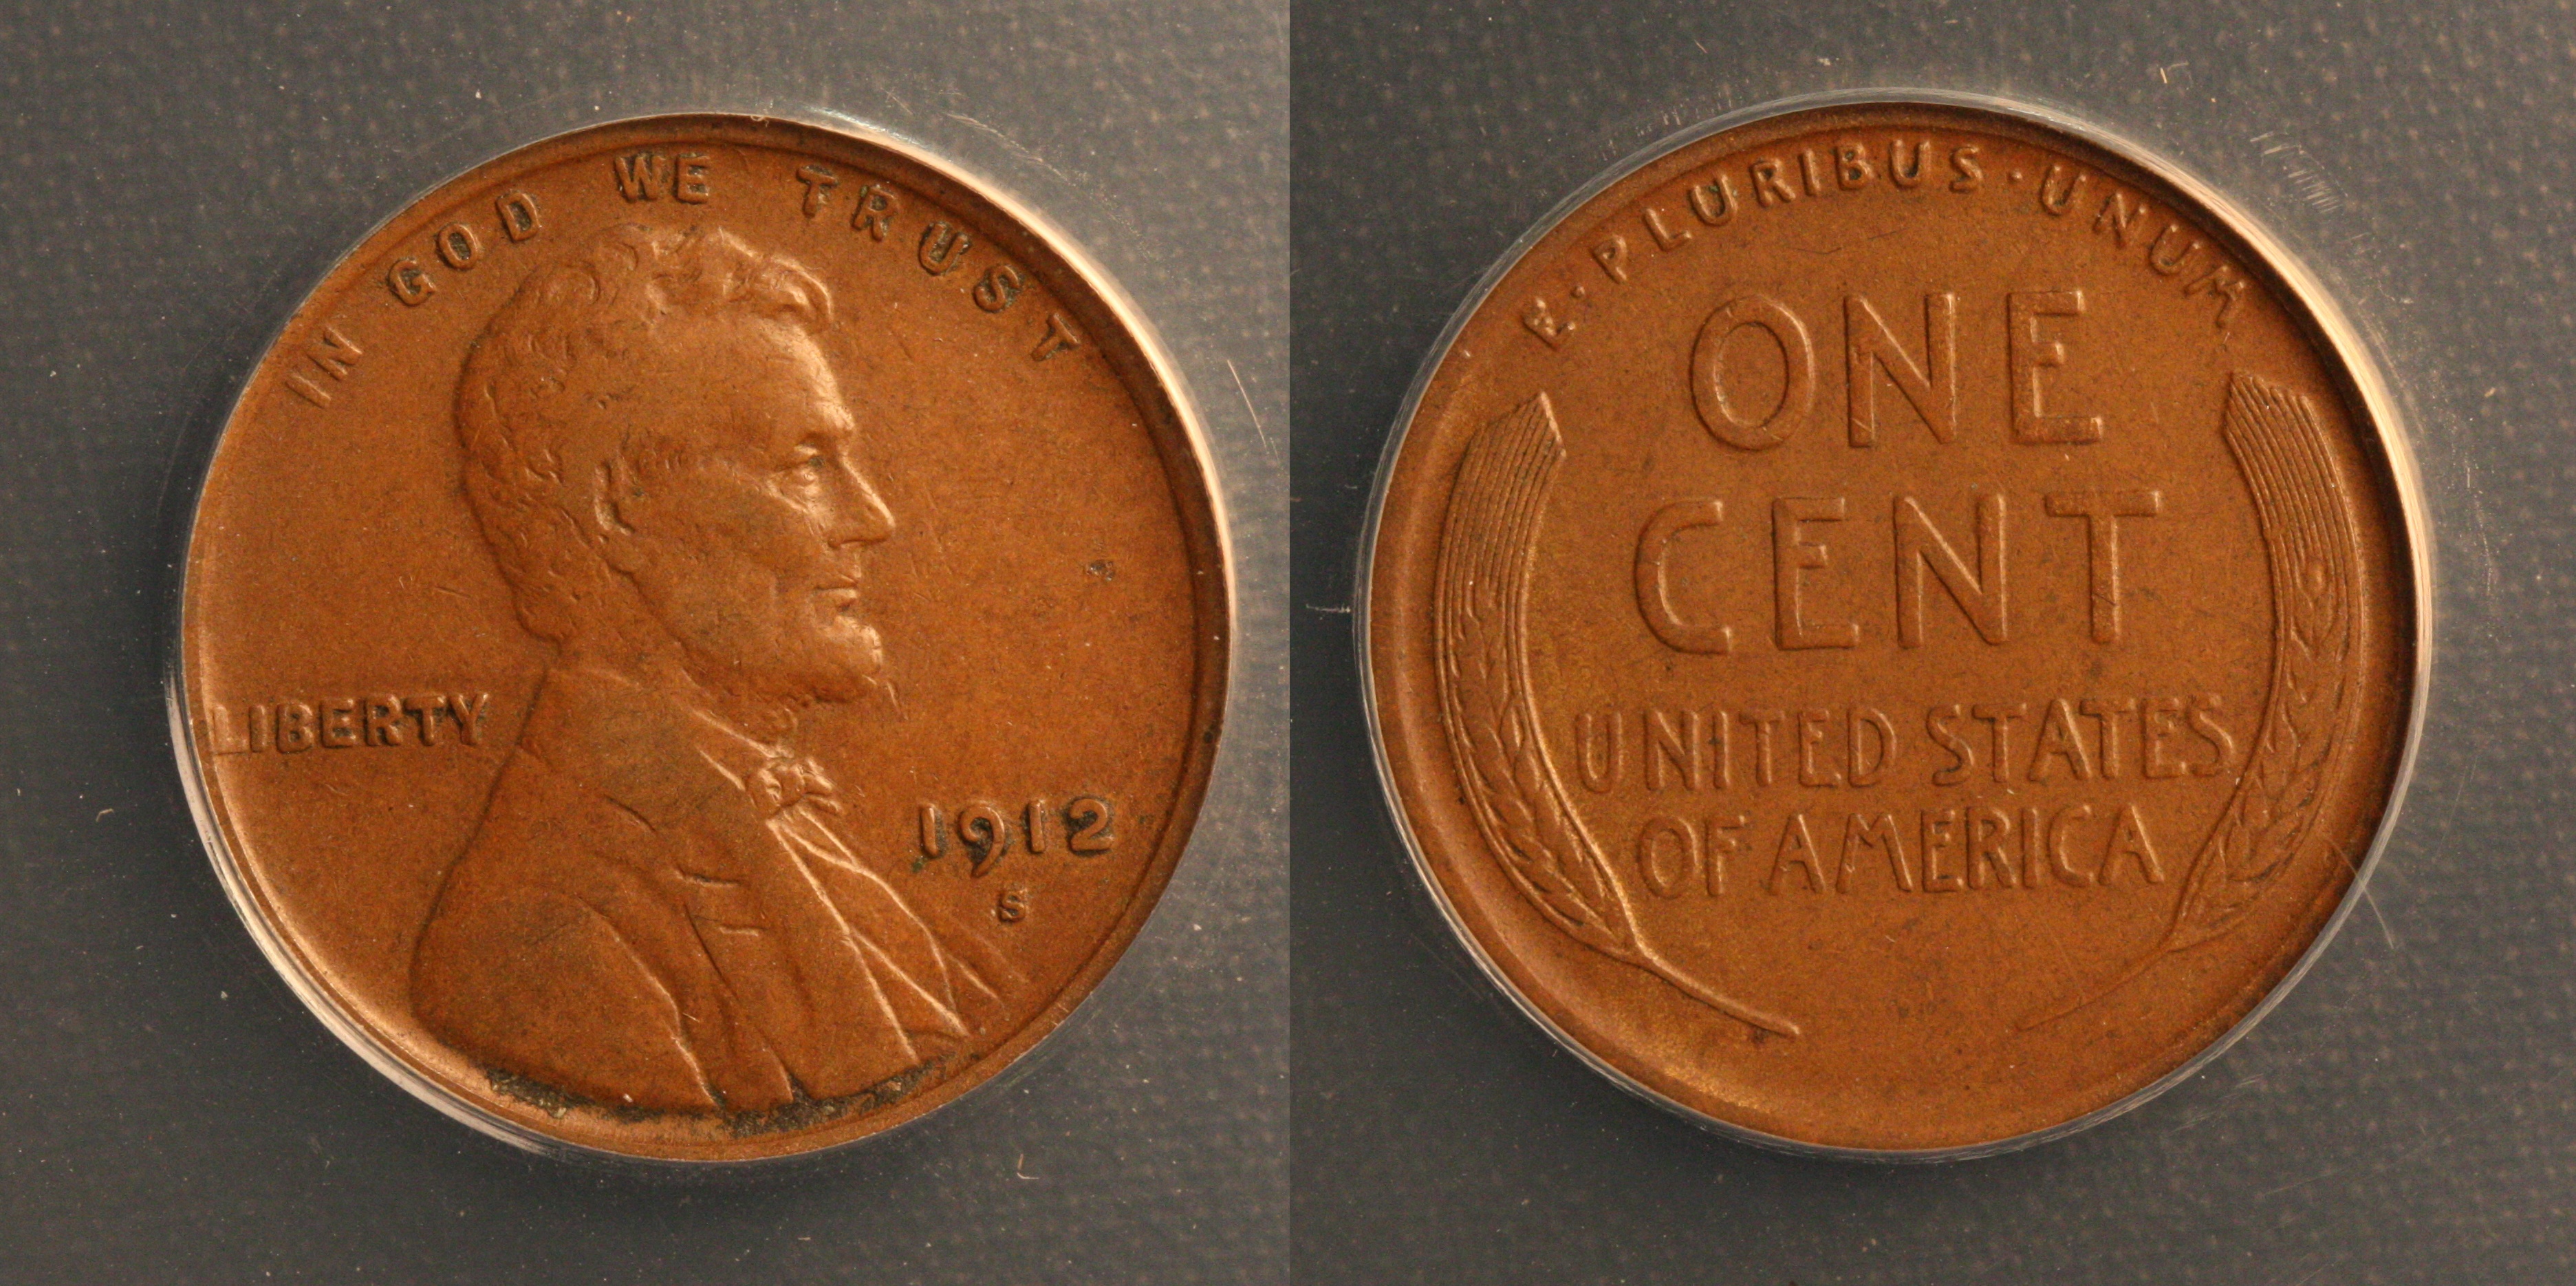 IN GOD WE TRUST
LIBERTY
1912
S
E·PLURIBUS·UNUM
ONE
CENT
UNITED STATES
OF AMERICA